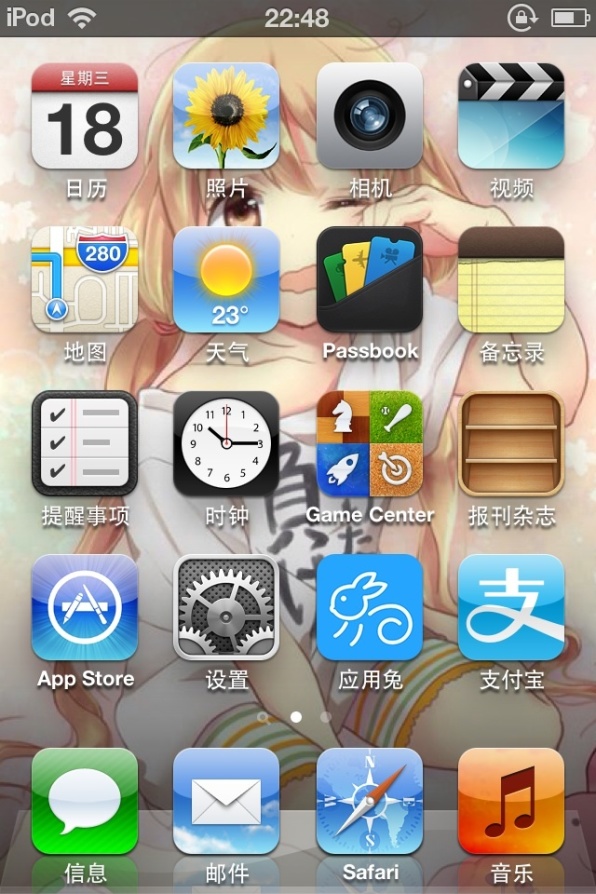 iPod 22:48
星期三
18 280 23°
日历 照片 相机 视频
地图 天气 Passbook 备忘录
12
11 1
10 2
9 3
8 4
7 5
6
提醒事项 时钟 Game Center 报刊杂志
支
App Store 设置 应用兔 支付宝
N
W E
S
信息 邮件 Safari 音乐